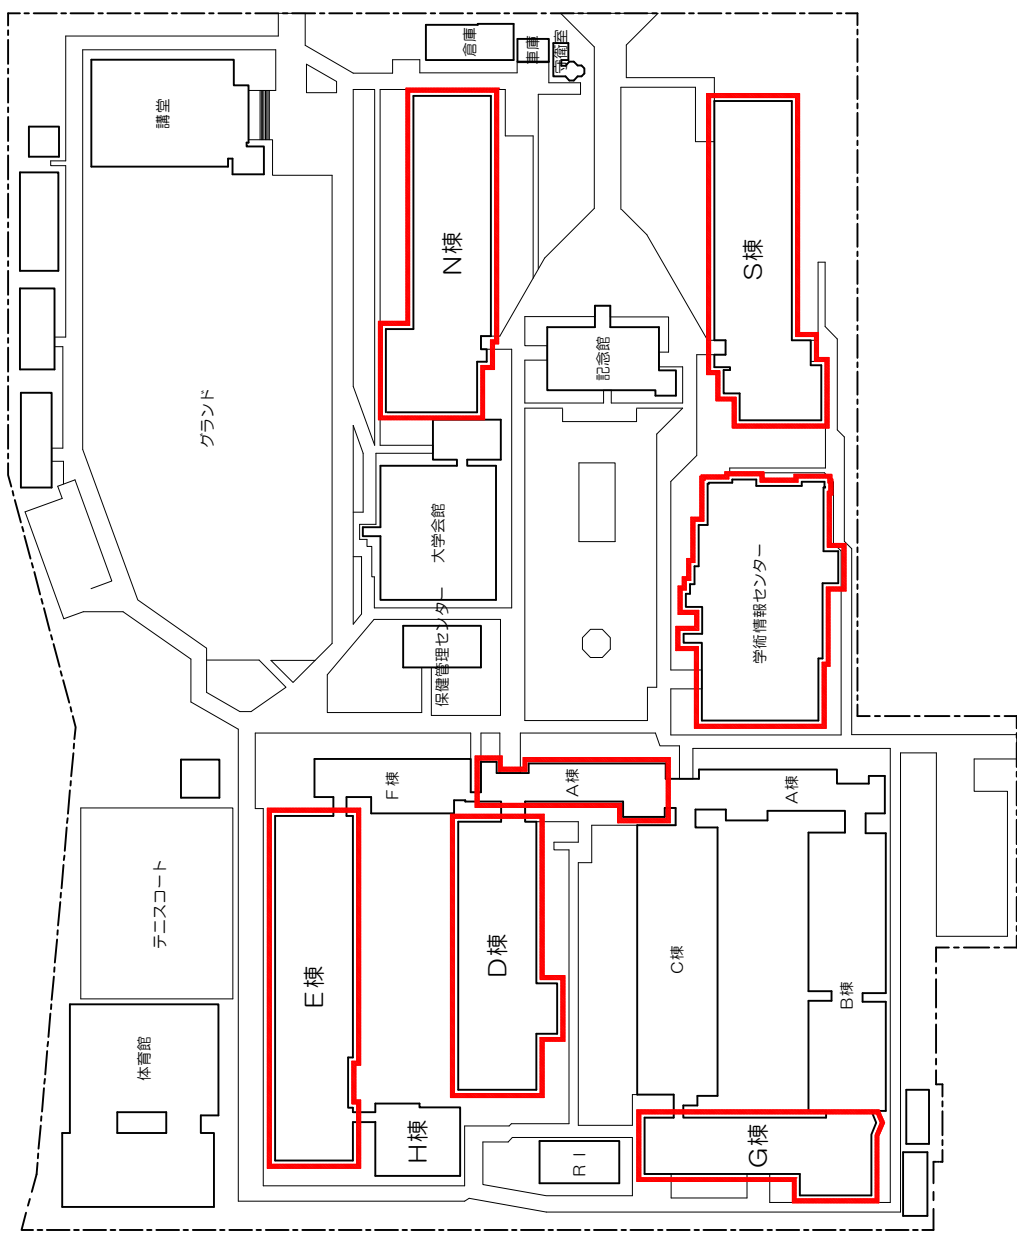 倉庫
車庫
守衛室
講堂
N棟
S棟
記念館
グランド
大学会館
学術情報センター
保健管理センター
F棟
A棟
A棟
テニスコート
E棟
D棟
C棟
B棟
体育館
H棟
G棟
RI